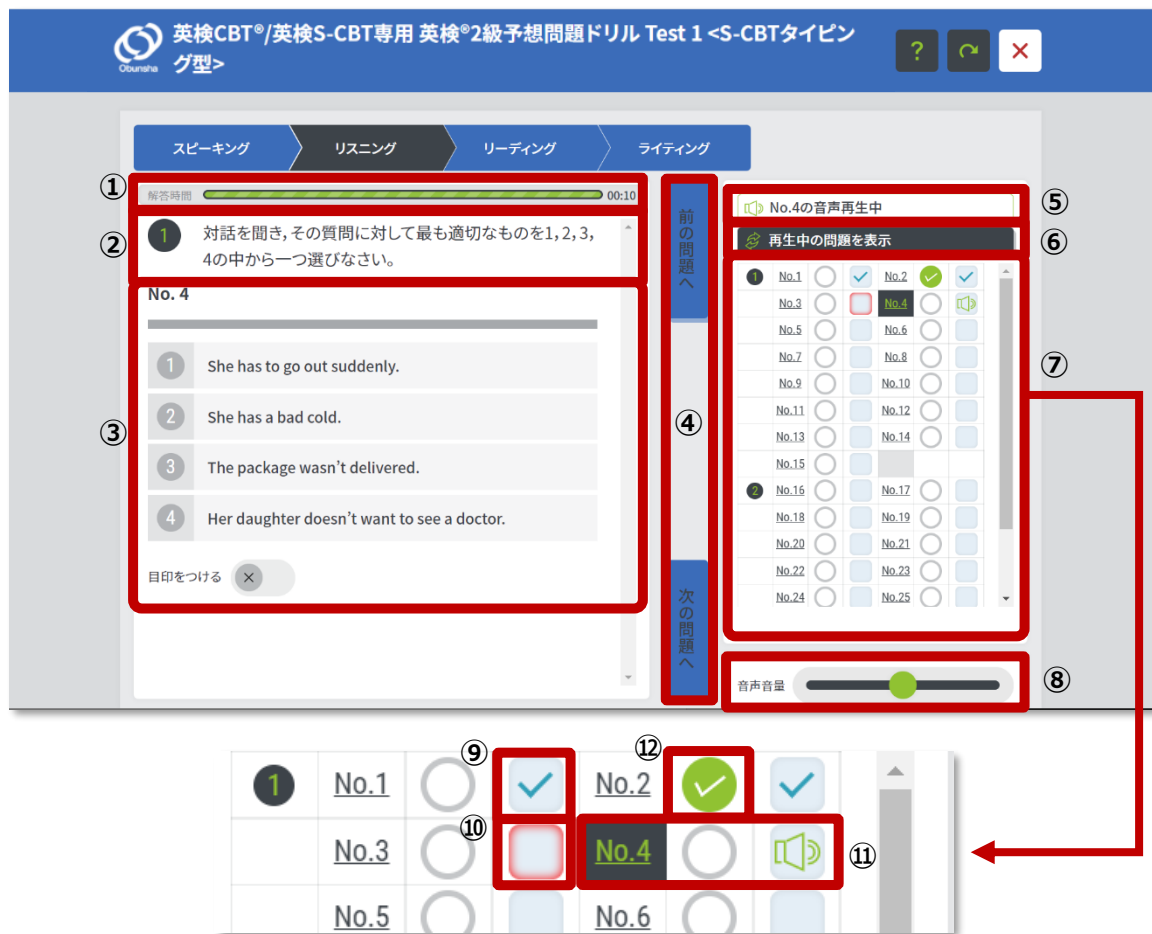 英検CBT®/英検S-CBT専用 英検®2級予想問題ドリル Test 1 <S-CBTタイピ
ング型>
Obunsha
?
スピーキング
リスニング
リーディング
ライティング
①
解答時間
00:10
②
1
対話を聞き,その質問に対して最も適切なものを1,2,3,
4の中から一つ選びなさい。
③
No. 4
1 She has to go out suddenly.
2 She has a bad cold.
3 The package wasn't delivered.
4 Her daughter doesn't want to see a doctor.
目印をつける
④
前の問題へ
次の問題へ
No.4の音声再生中
⑤
再生中の問題を表示
⑥
1 No.1 No.2
No.3 No.4
No.5 No.6
No.7 No.8
No.9 No.10
No.11 No.12
No.13 No.14
No.15
2 No.16 No.17
No.18 No.19
No.20 No.21
No.22 No.23
No.24 No.25
⑦
音声音量
⑧
⑨ ⑫
1 No.1 No.2
⑩
No.3 No.4
⑪
No.5 No.6